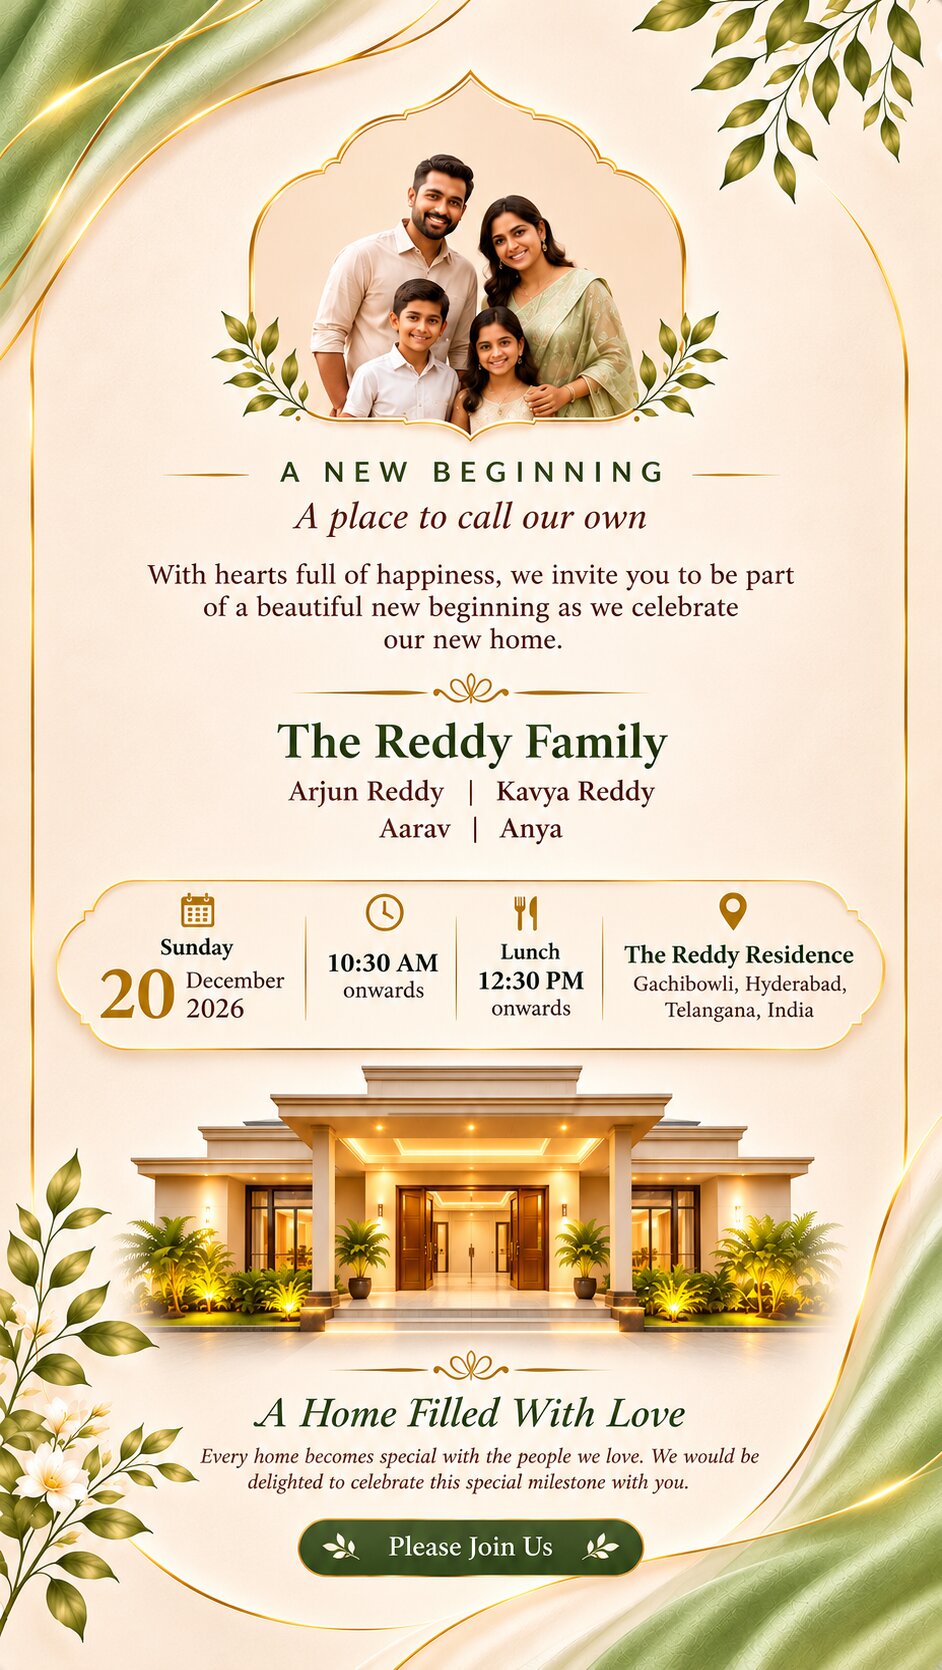 A NEW BEGINNING
A place to call our own
With hearts full of happiness, we invite you to be part
of a beautiful new beginning as we celebrate
our new home.
The Reddy Family
Arjun Reddy | Kavya Reddy
Aarav | Anya
Sunday
20 December
2026
10:30 AM
onwards
Lunch
12:30 PM
onwards
The Reddy Residence
Gachibowli, Hyderabad,
Telangana, India
A Home Filled With Love
Every home becomes special with the people we love. We would be
delighted to celebrate this special milestone with you.
Please Join Us